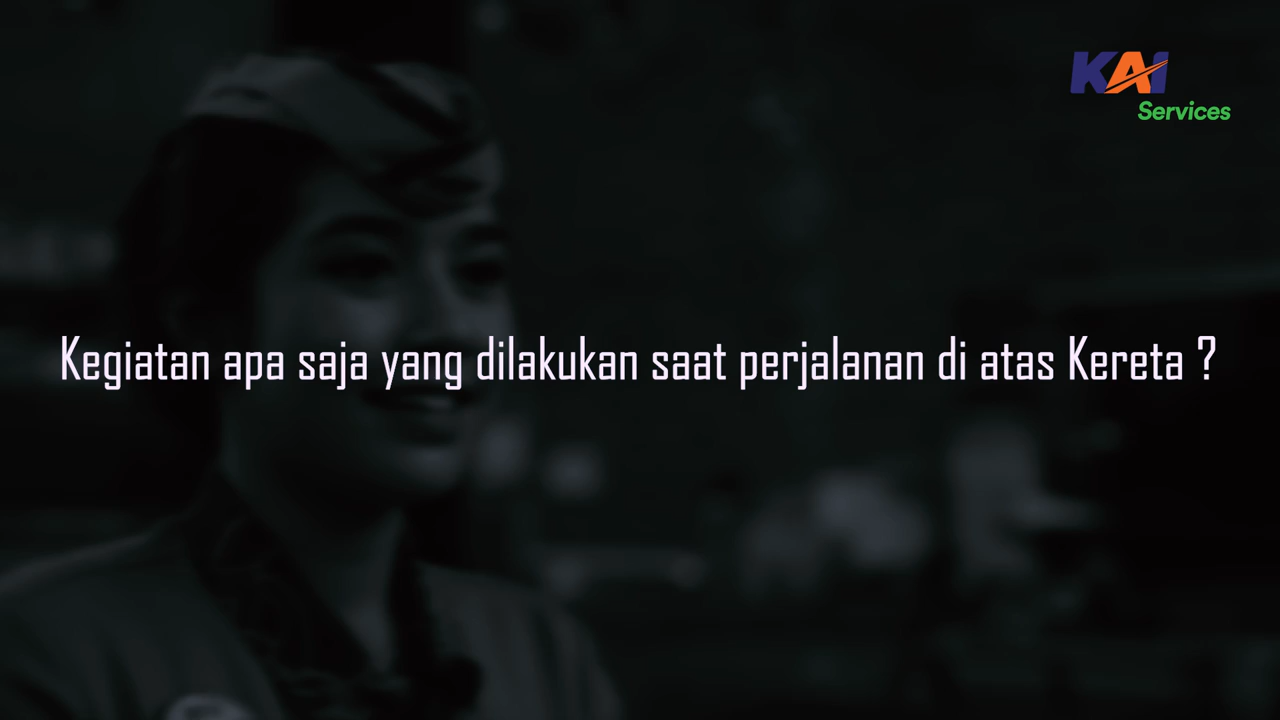 KAI
Services
Kegiatan apa saja yang dilakukan saat perjalanan di atas Kereta ?